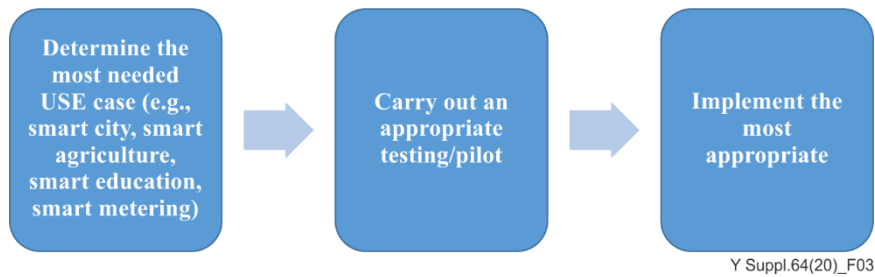 Determine the
most needed
USE case (e.g.,
smart city, smart
agriculture,
smart education,
smart metering)
Carry out an
appropriate
testing/pilot
Implement the
most
appropriate
Y Suppl.64(20)_F03